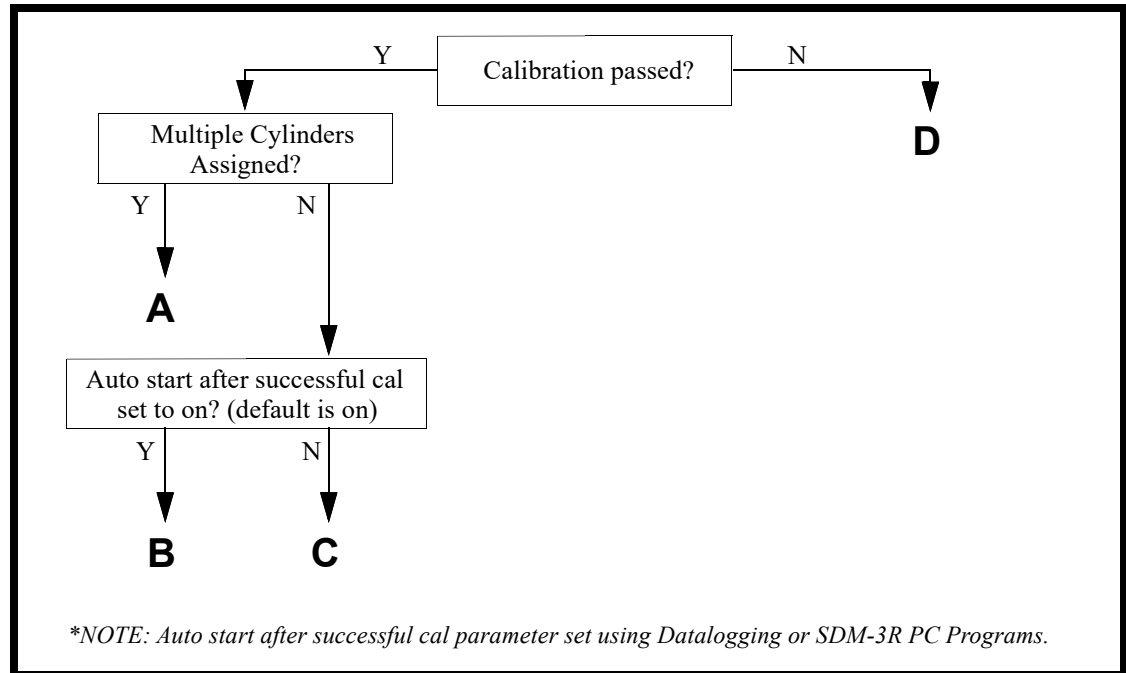 Calibration passed?
Y
N
Multiple Cylinders
Assigned?
D
Y
N
A
Auto start after successful cal
set to on? (default is on)
Y
N
B
C
*NOTE: Auto start after successful cal parameter set using Datalogging or SDM-3R PC Programs.